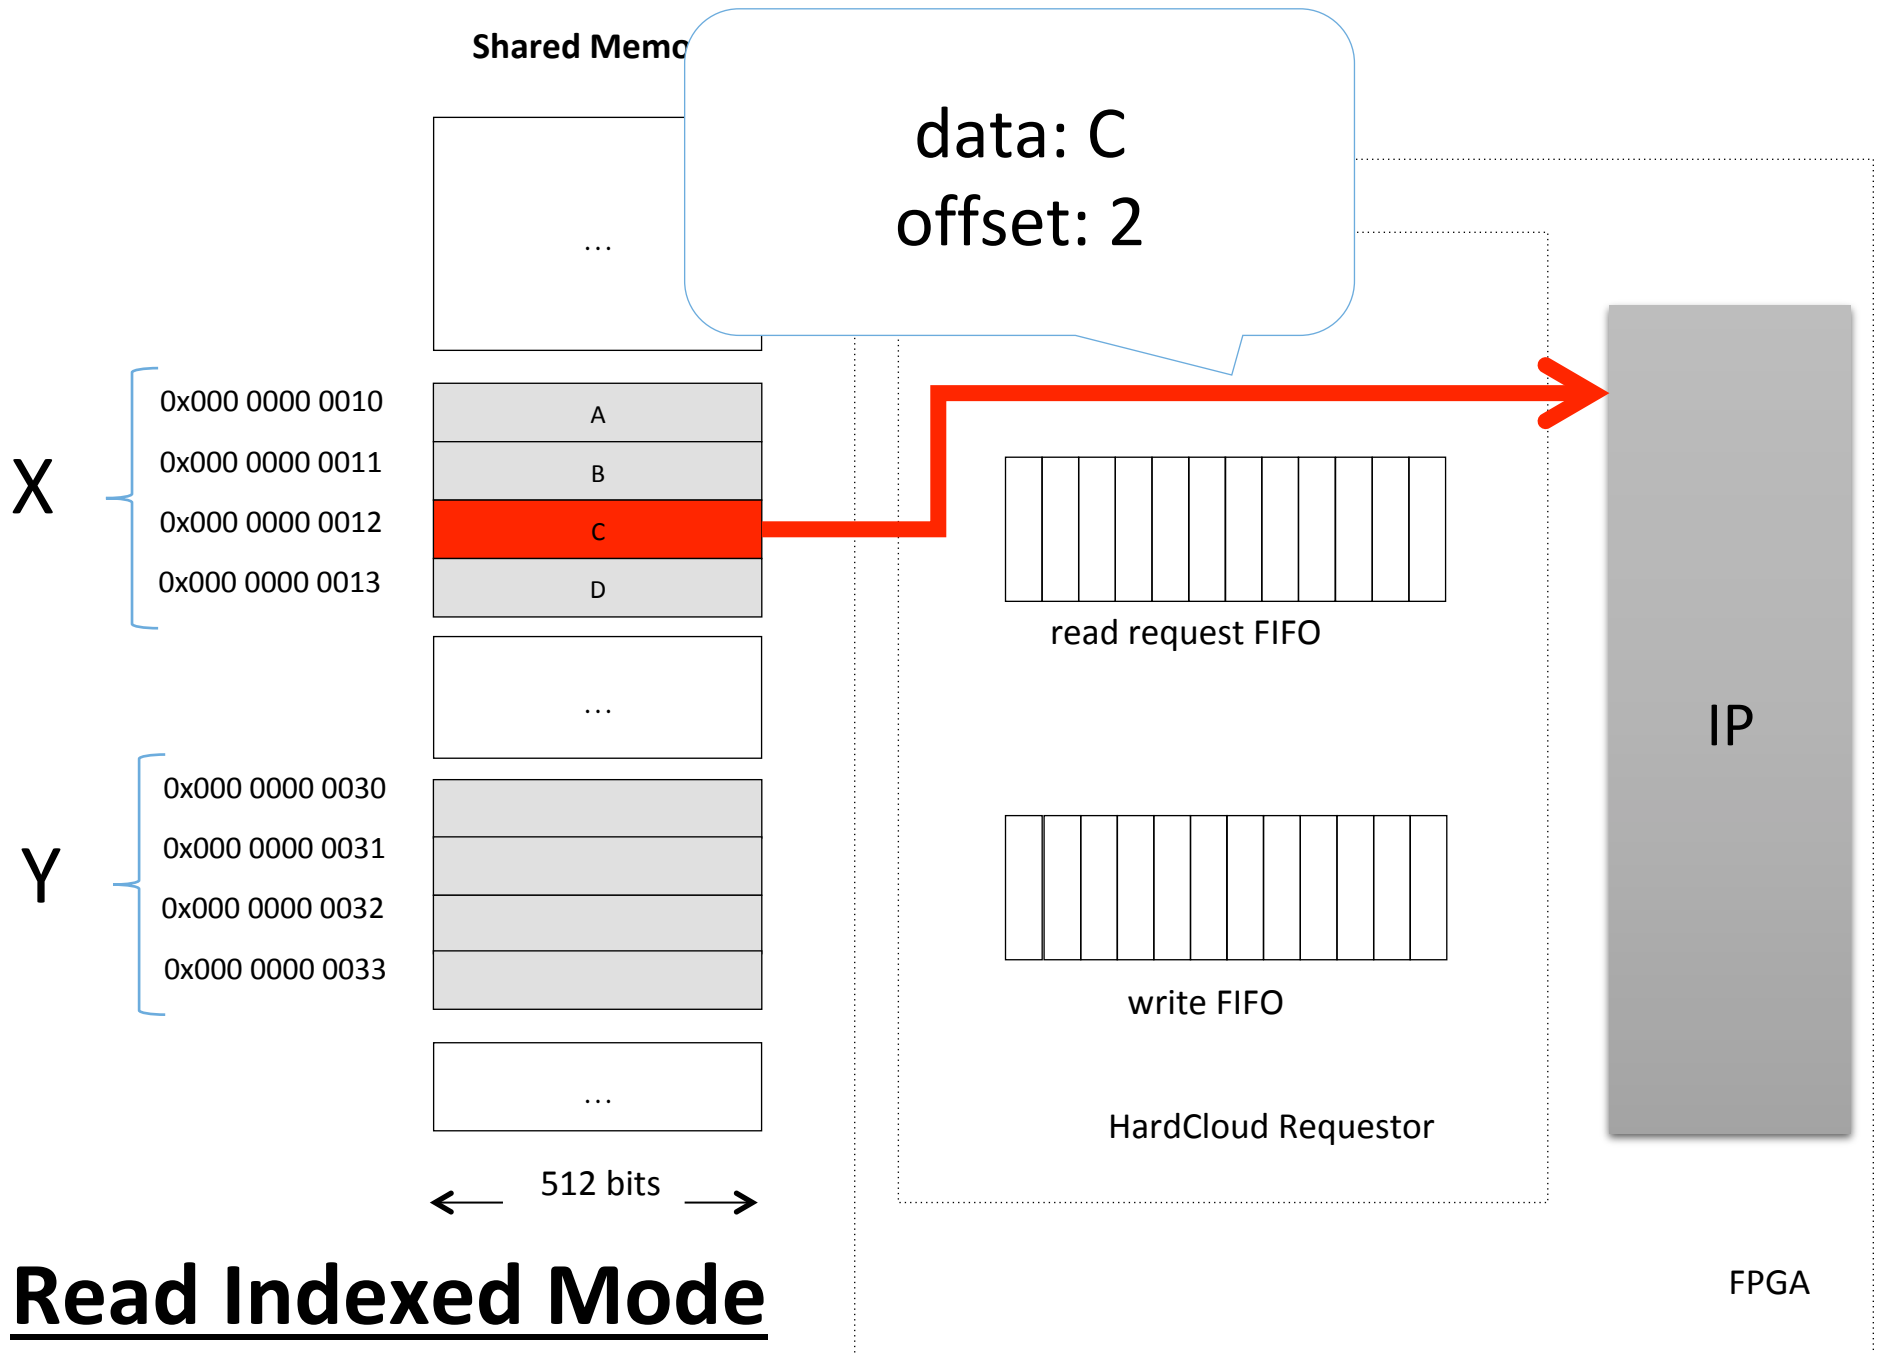 Shared Memo
data: C
offset: 2
...
X
0x000 0000 0010
A
0x000 0000 0011
B
0x000 0000 0012
C
0x000 0000 0013
D
read request FIFO
...
IP
Y
0x000 0000 0030
0x000 0000 0031
0x000 0000 0032
0x000 0000 0033
write FIFO
...
HardCloud Requestor
512 bits
Read Indexed Mode
FPGA